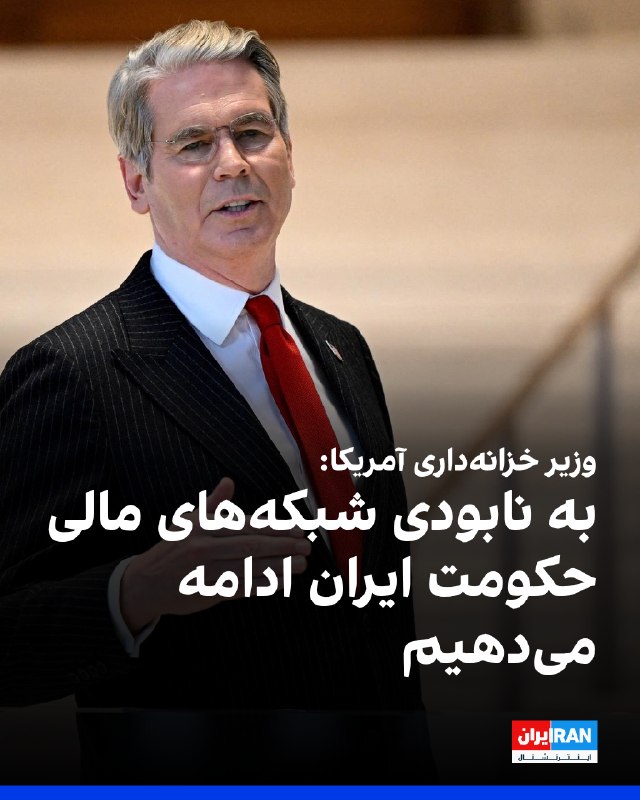 وزیر خزانه‌داری آمریکا:
به نابودی شبکه‌های مالی
حکومت ایران ادامه
می‌دهیم
ایران IRAN
اینترنشنال